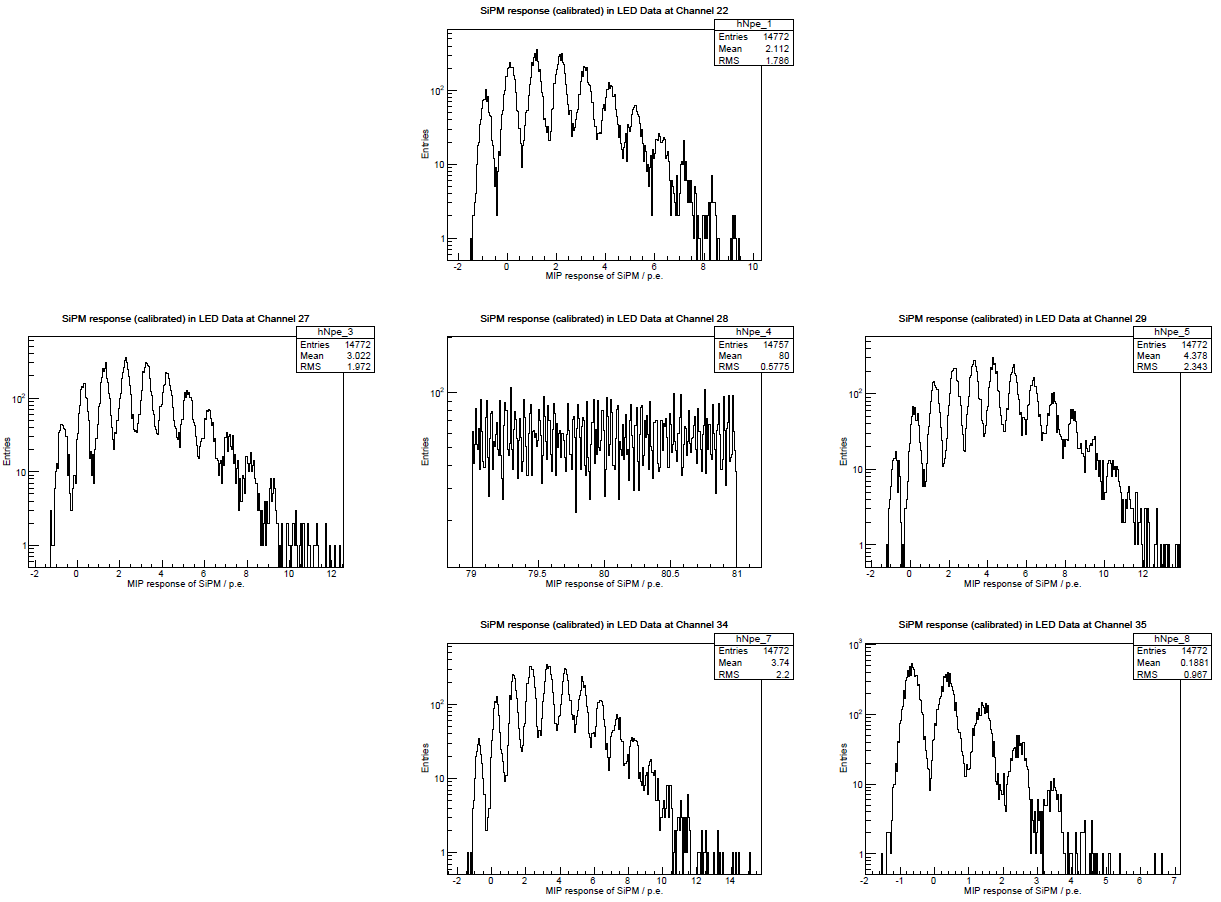 SiPM response (calibrated) in LED Data at Channel 22
hNpe_1
Entries 14772
Mean 2.112
RMS 1.786
Entries
10²
10
1
-2 0 2 4 6 8 10
MIP response of SiPM / p.e.
SiPM response (calibrated) in LED Data at Channel 27
hNpe_3
Entries 14772
Mean 3.022
RMS 1.972
Entries
10²
10
1
-2 0 2 4 6 8 10 12
MIP response of SiPM / p.e.
SiPM response (calibrated) in LED Data at Channel 28
hNpe_4
Entries 14757
Mean 80
RMS 0.5775
Entries
10²
79 79.5 80 80.5 81
MIP response of SiPM / p.e.
SiPM response (calibrated) in LED Data at Channel 29
hNpe_5
Entries 14772
Mean 4.378
RMS 2.343
Entries
10²
10
1
-2 0 2 4 6 8 10 12
MIP response of SiPM / p.e.
SiPM response (calibrated) in LED Data at Channel 34
hNpe_7
Entries 14772
Mean 3.74
RMS 2.2
Entries
10²
10
1
-2 0 2 4 6 8 10 12 14
MIP response of SiPM / p.e.
SiPM response (calibrated) in LED Data at Channel 35
hNpe_8
Entries 14772
Mean 0.1881
RMS 0.967
Entries
10³
10²
10
1
-2 -1 0 1 2 3 4 5 6 7
MIP response of SiPM / p.e.